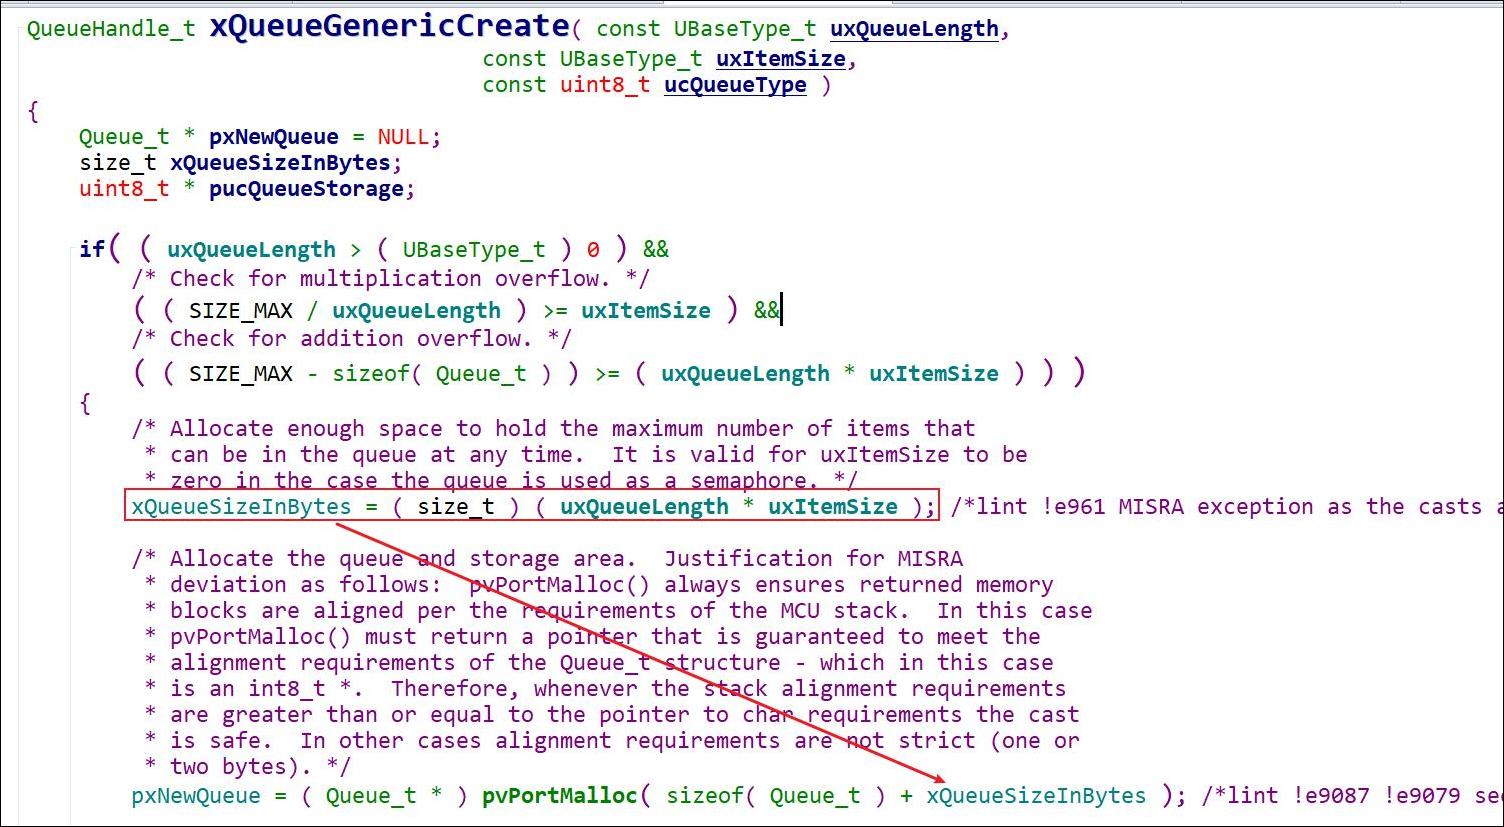 QueueHandle_t xQueueGenericCreate( const UBaseType_t uxQueueLength,
const UBaseType_t uxItemSize,
const uint8_t ucQueueType )
{
Queue_t * pxNewQueue = NULL;
size_t xQueueSizeInBytes;
uint8_t * pucQueueStorage;
if( ( uxQueueLength > ( UBaseType_t ) 0 ) &&
/* Check for multiplication overflow. */
( ( SIZE_MAX / uxQueueLength ) >= uxItemSize ) &&
/* Check for addition overflow. */
( ( SIZE_MAX - sizeof( Queue_t ) ) >= ( uxQueueLength * uxItemSize ) ) )
{
/* Allocate enough space to hold the maximum number of items that
* can be in the queue at any time.  It is valid for uxItemSize to be
* zero in the case the queue is used as a semaphore. */
xQueueSizeInBytes = ( size_t ) ( uxQueueLength * uxItemSize ); /*lint !e961 MISRA exception as the casts a
/* Allocate the queue and storage area.  Justification for MISRA
* deviation as follows:  pvPortMalloc() always ensures returned memory
* blocks are aligned per the requirements of the MCU stack.  In this case
* pvPortMalloc() must return a pointer that is guaranteed to meet the
* alignment requirements of the Queue_t structure - which in this case
* is an int8_t *.  Therefore, whenever the stack alignment requirements
* are greater than or equal to the pointer to char requirements the cast
* is safe.  In other cases alignment requirements are not strict (one or
* two bytes). */
pxNewQueue = ( Queue_t * ) pvPortMalloc( sizeof( Queue_t ) + xQueueSizeInBytes ); /*lint !e9087 !e9079 see